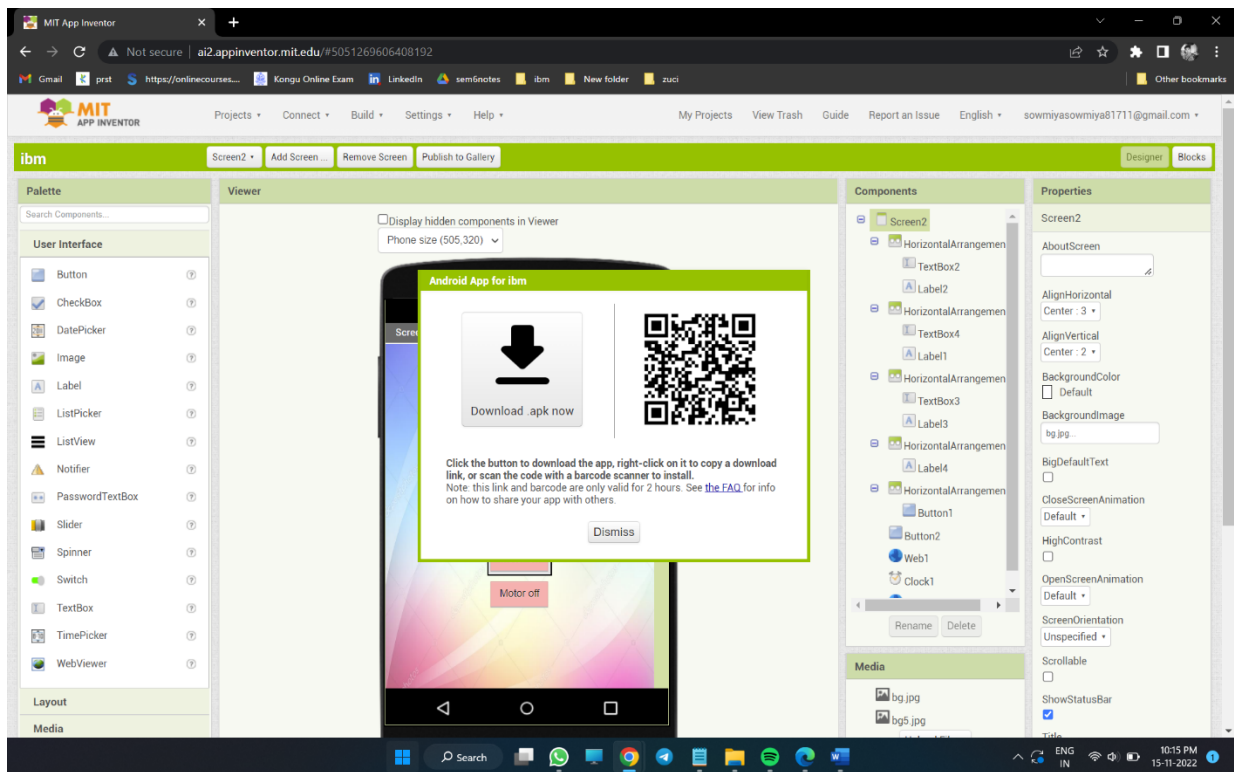 MIT App Inventor
Not secure
ai2.appinventor.mit.edu/#5051269606408192
Gmail
prst
https://onlinecourses....
Kongu Online Exam
LinkedIn
sem6notes
ibm
New folder
zuci
Other bookmarks
MIT
APP INVENTOR
Projects
Connect
Build
Settings
Help
My Projects
View Trash
Guide
Report an Issue
English
sowmiyasowmiya81711@gmail.com
ibm
Screen2
Add Screen ...
Remove Screen
Publish to Gallery
Designer
Blocks
Palette
Search Components...
User Interface
Button
CheckBox
DatePicker
Image
Label
ListPicker
ListView
Notifier
PasswordTextBox
Slider
Spinner
Switch
TextBox
TimePicker
WebViewer
Layout
Media
Viewer
Display hidden components in Viewer
Phone size (505,320)
Scree
Android App for ibm
Download .apk now
Click the button to download the app, right-click on it to copy a download
link, or scan the code with a barcode scanner to install.
Note: this link and barcode are only valid for 2 hours. See the FAQ for info
on how to share your app with others.
Dismiss
Motor off
Components
Screen2
HorizontalArrangemen
TextBox2
Label2
HorizontalArrangemen
TextBox4
Label1
HorizontalArrangemen
TextBox3
Label3
HorizontalArrangemen
Label4
HorizontalArrangemen
Button1
Button2
Web1
Clock1
Rename
Delete
Media
bg.jpg
bg5.jpg
Properties
Screen2
AboutScreen
AlignHorizontal
Center : 3
AlignVertical
Center : 2
BackgroundColor
Default
BackgroundImage
bg.jpg...
BigDefaultText
CloseScreenAnimation
Default
HighContrast
OpenScreenAnimation
Default
ScreenOrientation
Unspecified
Scrollable
ShowStatusBar
Title
Search
ENG
IN
10:15 PM
15-11-2022
1